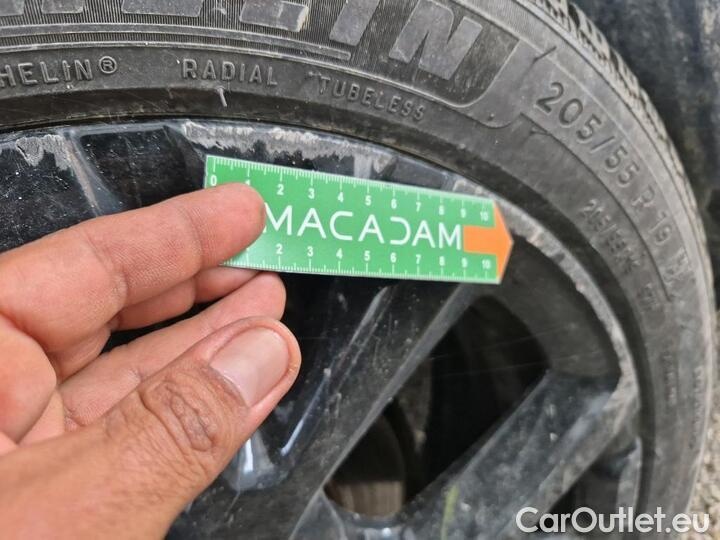 HELIN® RADIAL TUBELESS
205/55 R 19
0 1 2 3 4 5 6 7 8 9 10
MACADAM
2 3 4 5 6 7 8 9 10
CarOutlet.eu